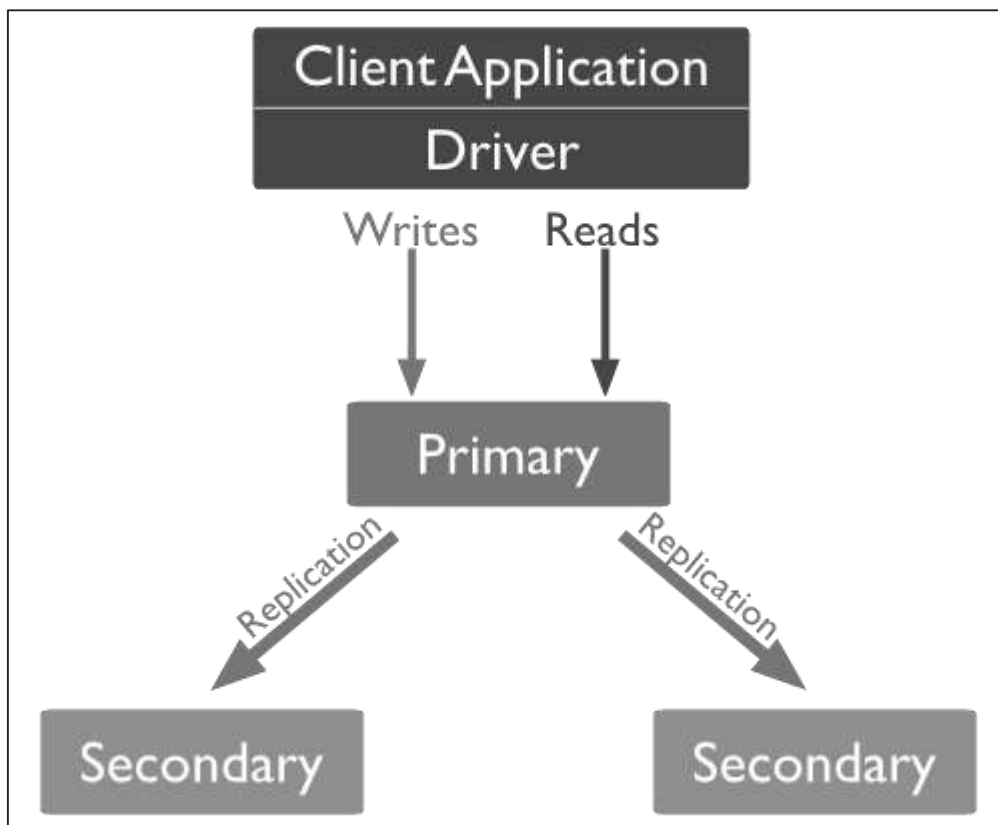 Client Application
Driver
Writes
Reads
Primary
Replication
Replication
Secondary
Secondary